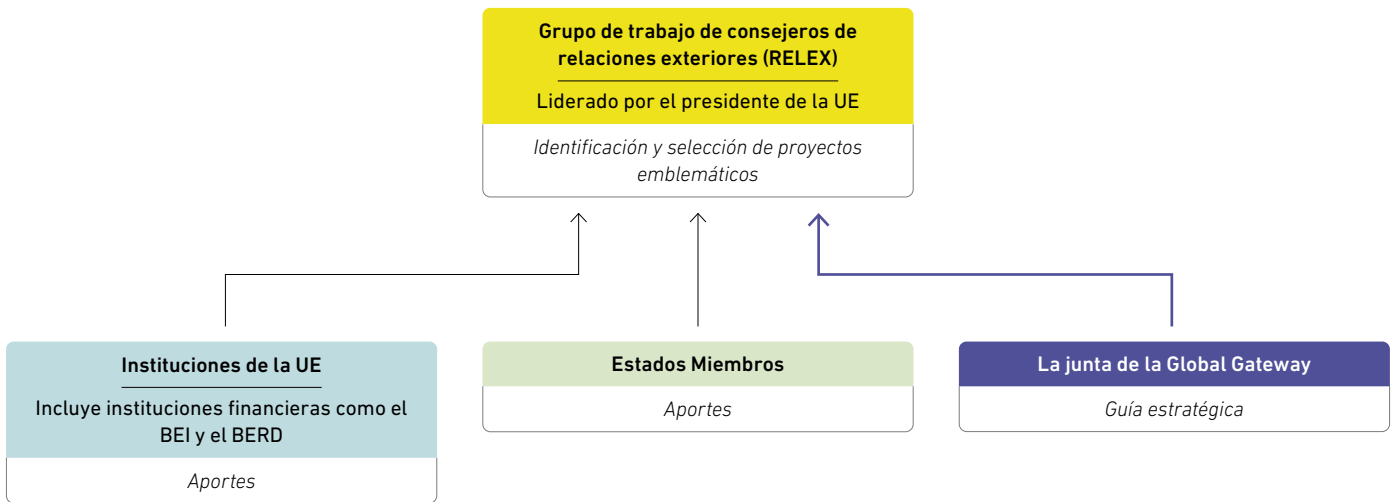 Grupo de trabajo de consejeros de
relaciones exteriores (RELEX)
Liderado por el presidente de la UE
Identificación y selección de proyectos
emblemáticos
Instituciones de la UE
Incluye instituciones financieras como el
BEI y el BERD
Aportes
Estados Miembros
Aportes
La junta de la Global Gateway
Guía estratégica